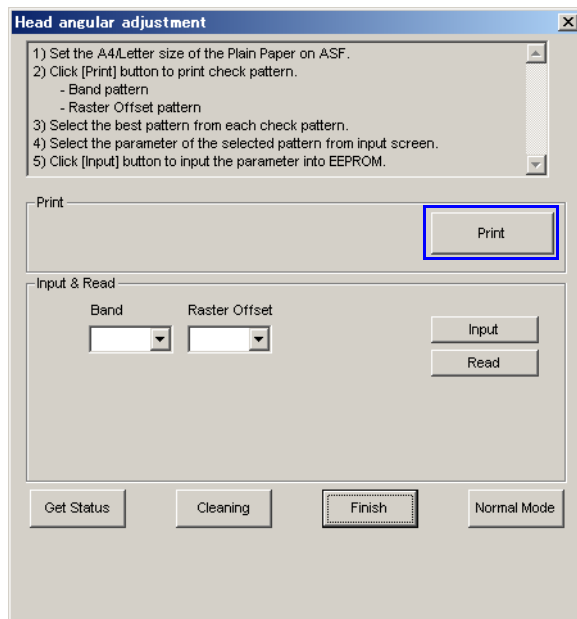 Head angular adjustment
1) Set the A4/Letter size of the Plain Paper on ASF.
2) Click [Print] button to print check pattern.
- Band pattern
- Raster Offset pattern
3) Select the best pattern from each check pattern.
4) Select the parameter of the selected pattern from input screen.
5) Click [Input] button to input the parameter into EEPROM.
Print
Print
Input & Read
Band Raster Offset
Input
Read
Get Status Cleaning Finish Normal Mode